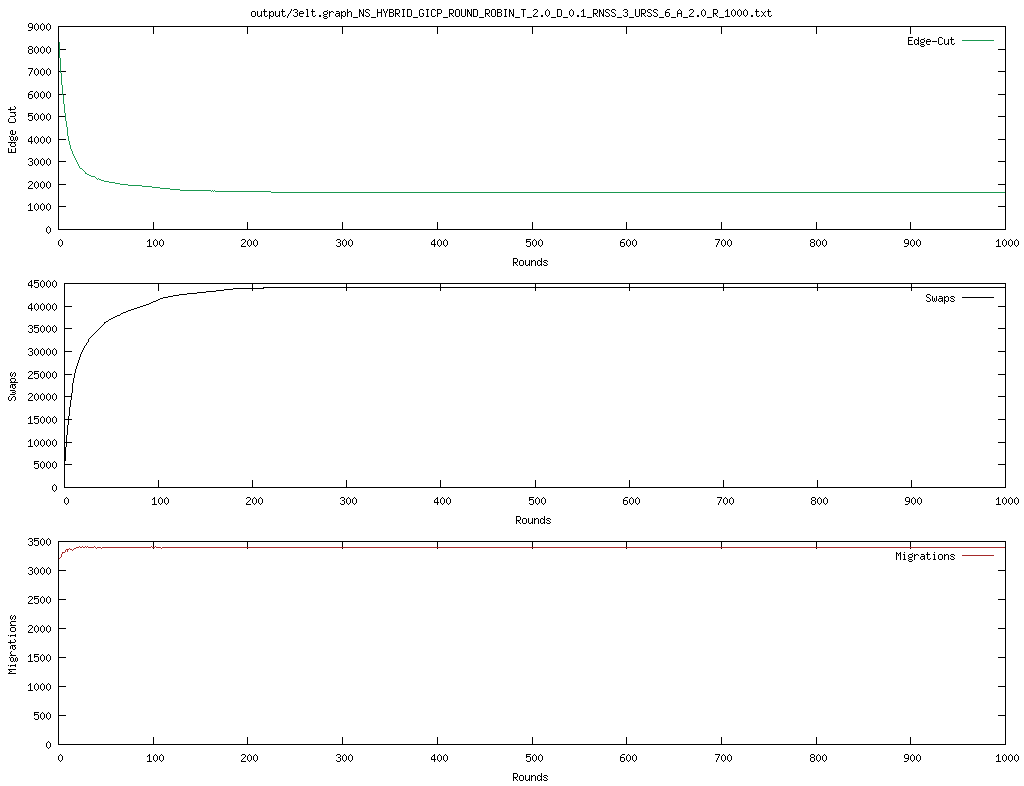 output/3elt.graph_NS_HYBRID_GICP_ROUND_ROBIN_T_2.0_D_0.1_RNSS_3_URSS_6_A_2.0_R_1000.txt
9000
8000
7000
6000
5000
4000
3000
2000
1000
0
Edge Cut
Edge-Cut
0 100 200 300 400 500 600 700 800 900 1000
Rounds
45000
40000
35000
30000
25000
20000
15000
10000
5000
0
Swaps
Swaps
0 100 200 300 400 500 600 700 800 900 1000
Rounds
3500
3000
2500
2000
1500
1000
500
0
Migrations
Migrations
0 100 200 300 400 500 600 700 800 900 1000
Rounds